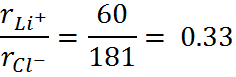 r_{Li^+} / r_{Cl^-} = 60 / 181 = 0.33